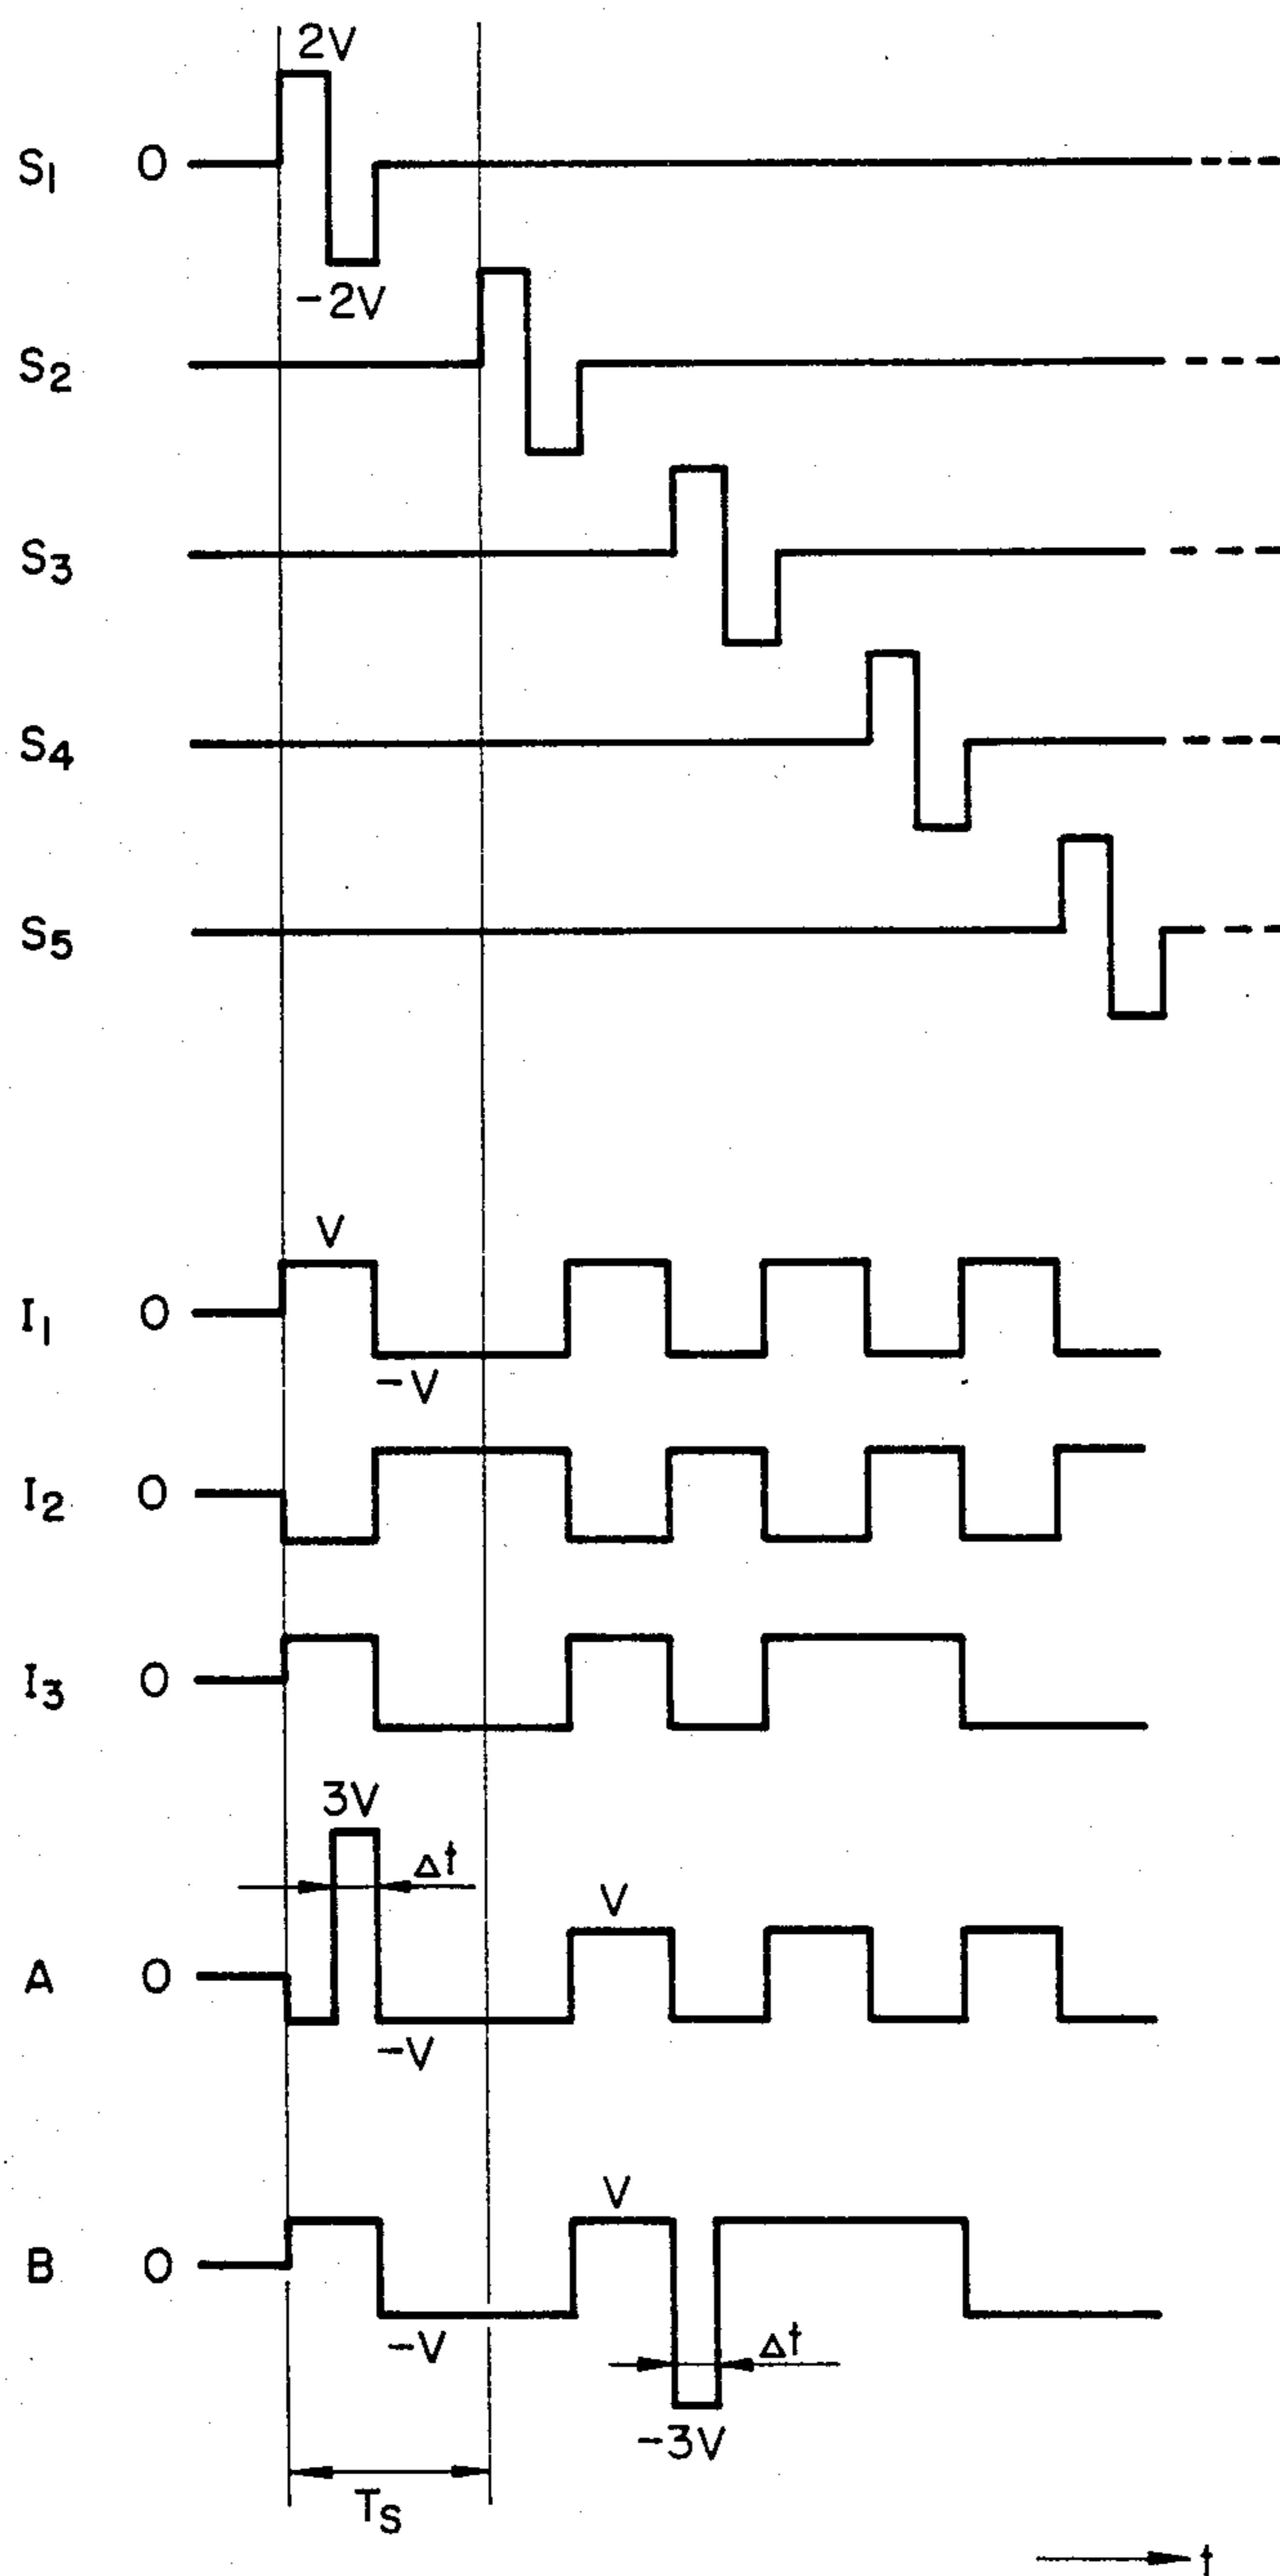 2V
S₁ 0
-2V
S₂
S₃
S₄
S₅
V
I₁ 0
-V
I₂ 0
I₃ 0
3V
Δt
V
A 0
-V
V
B 0
-V
Δt
-3V
Tₛ
t